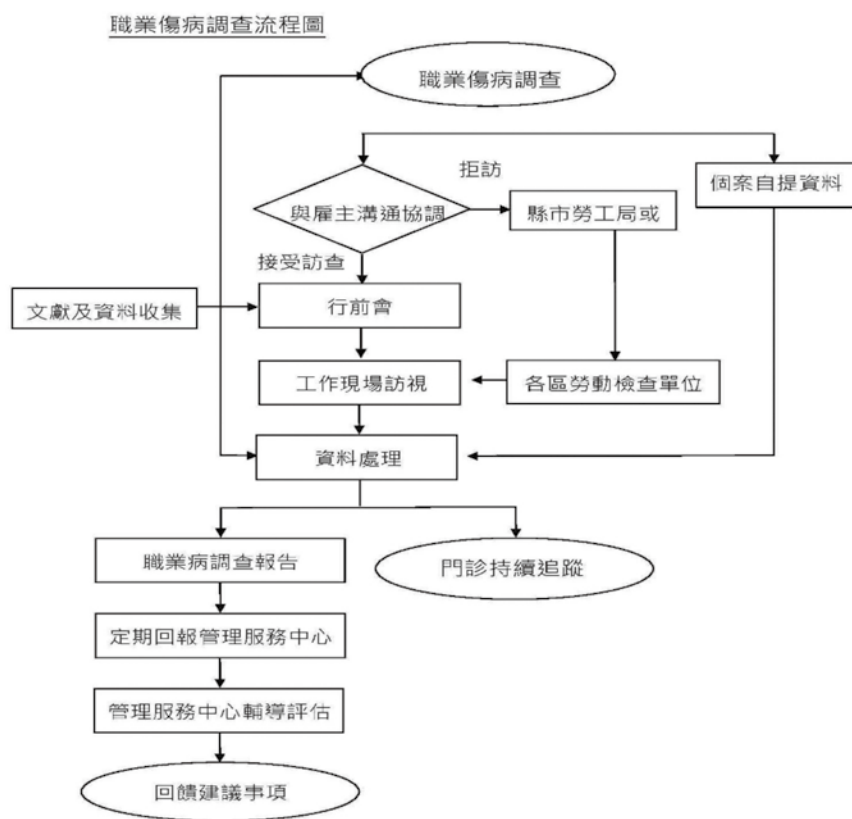 職業傷病調查流程圖
職業傷病調查
拒訪
個案自提資料
與雇主溝通協調
縣市勞工局或
接受訪查
文獻及資料收集
行前會
工作現場訪視
各區勞動檢查單位
資料處理
職業病調查報告
門診持續追蹤
定期回報管理服務中心
管理服務中心輔導評估
回饋建議事項